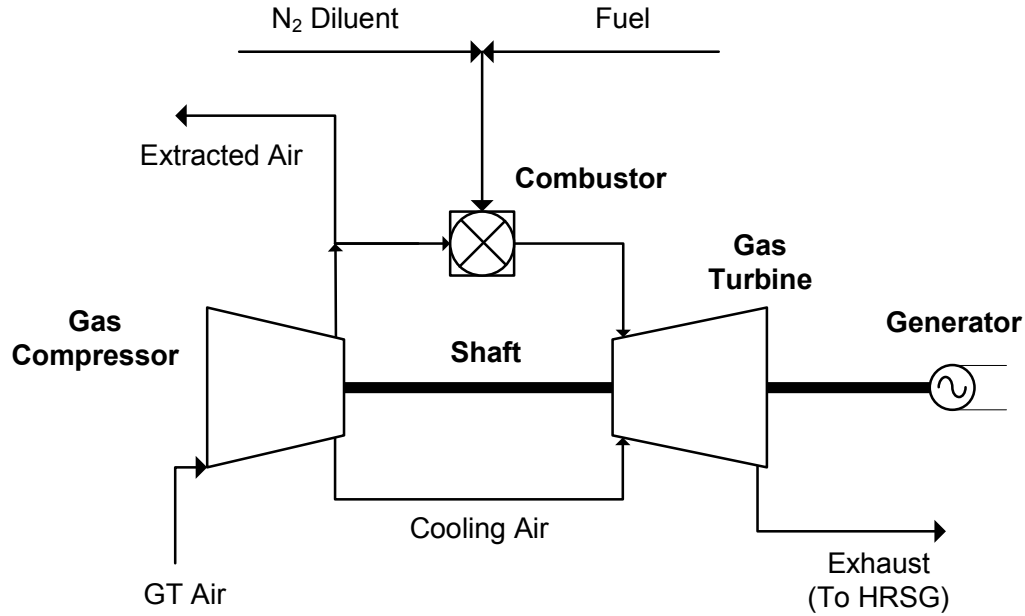 N₂ Diluent
Fuel
Extracted Air
Combustor
Gas
Turbine
Gas
Compressor
Shaft
Generator
Cooling Air
GT Air
Exhaust
(To HRSG)